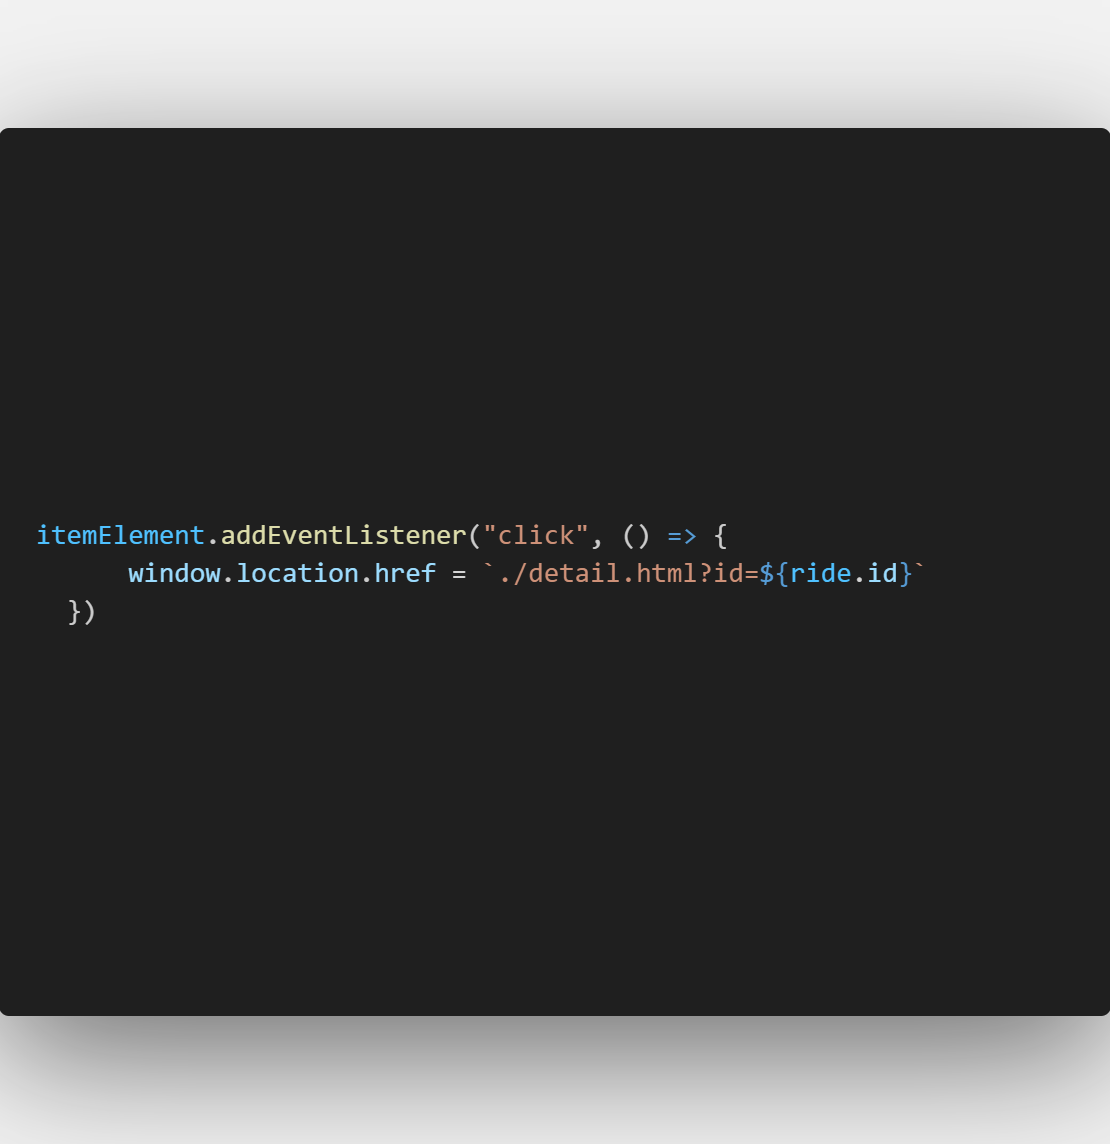 itemElement.addEventListener("click", () => {
      window.location.href = `./detail.html?id=${ride.id}`
  })